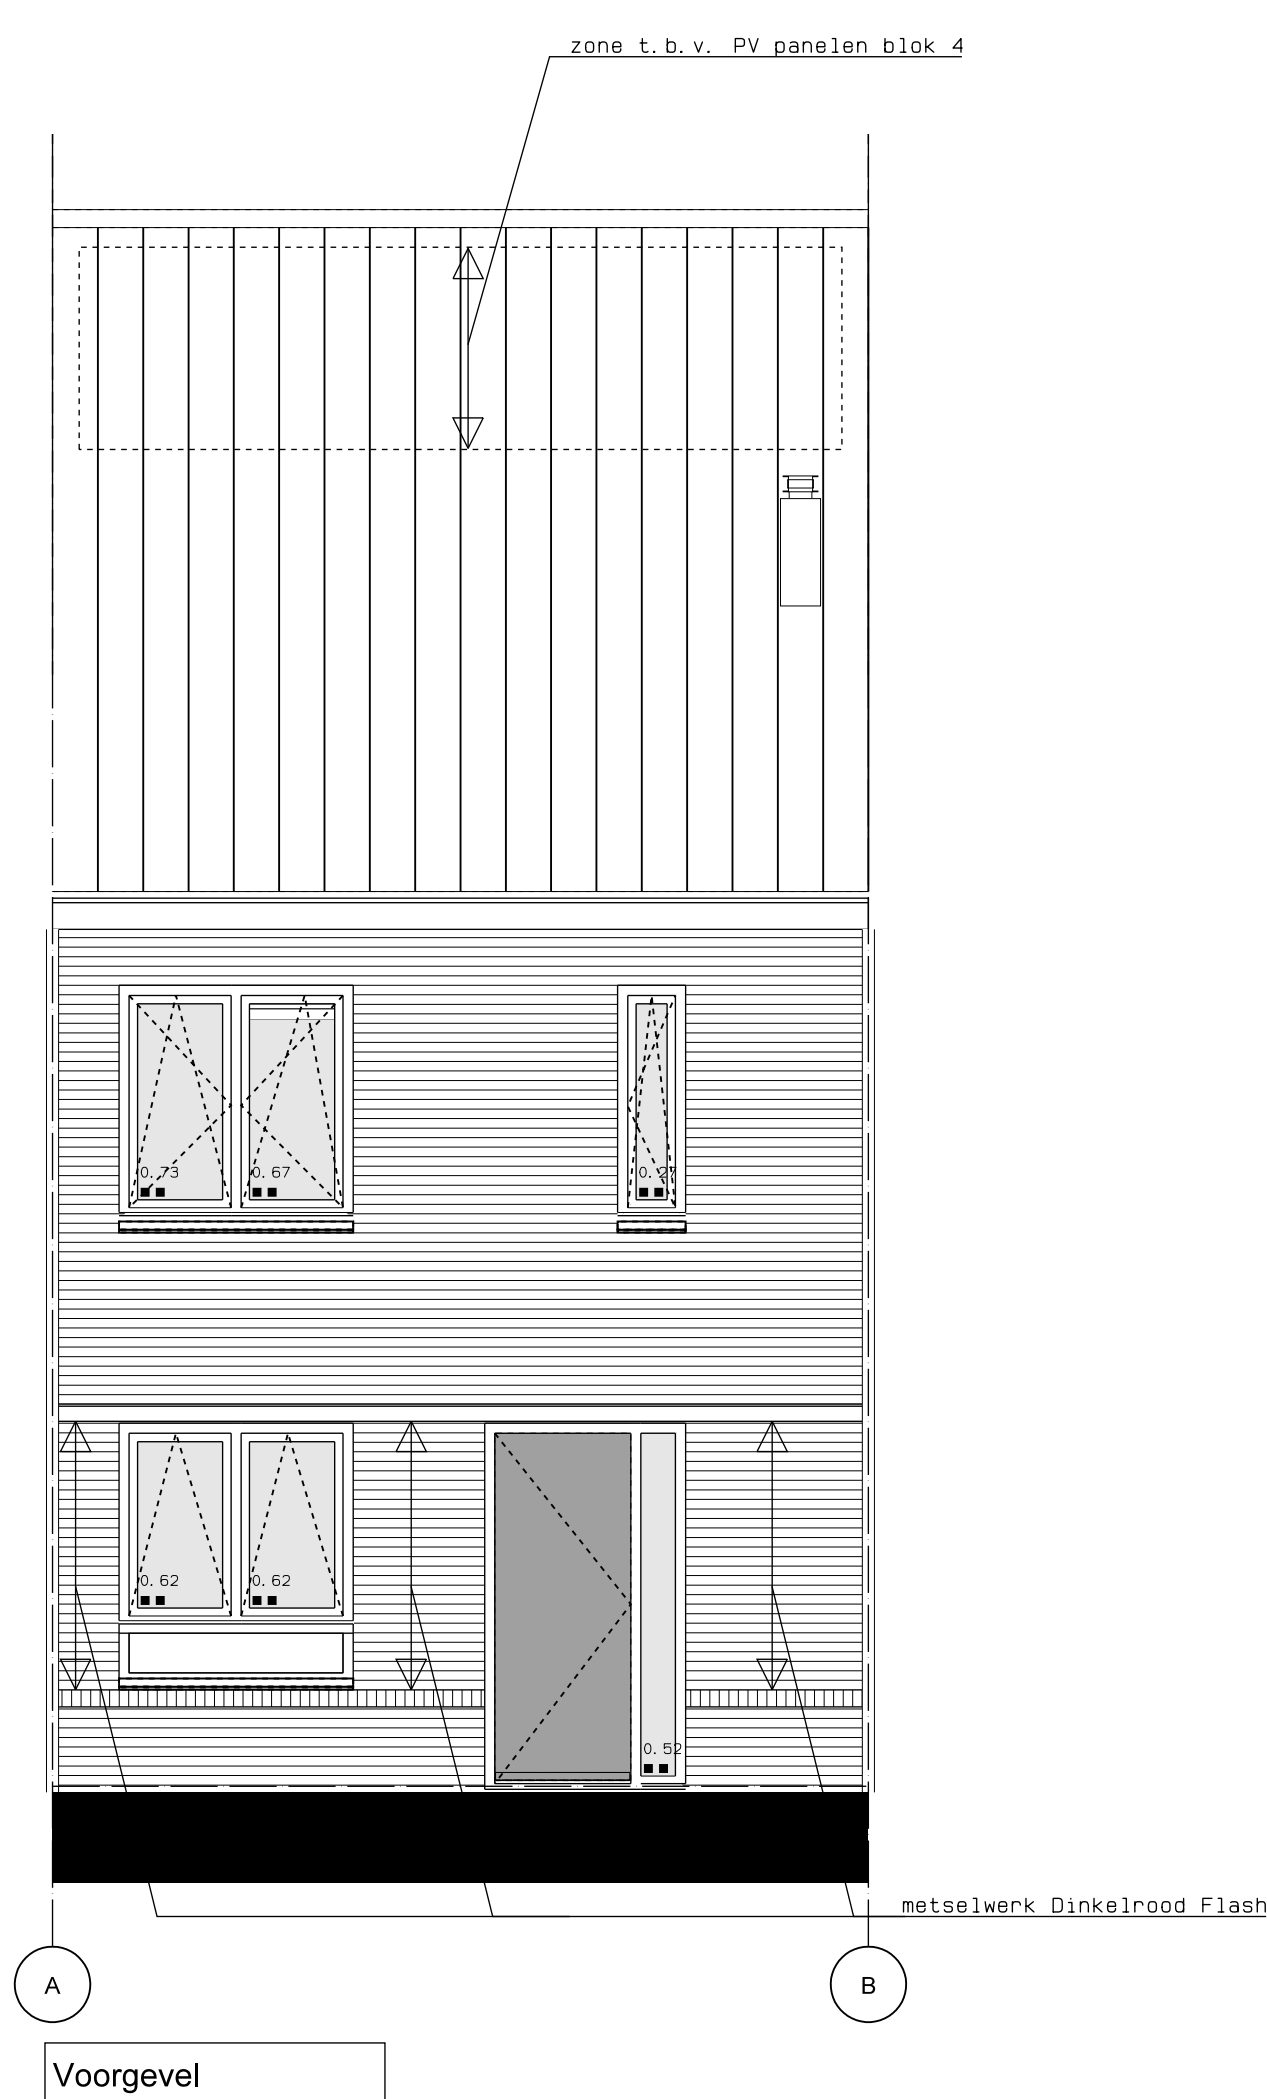 zone t.b.v. PV panelen blok 4
0.73 0.67 0.27
0.62 0.62
0.52
metselwerk Dinkelrood Flash
A B
Voorgevel